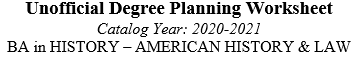 Unofficial Degree Planning Worksheet
Catalog Year: 2020-2021
BA in HISTORY – AMERICAN HISTORY & LAW